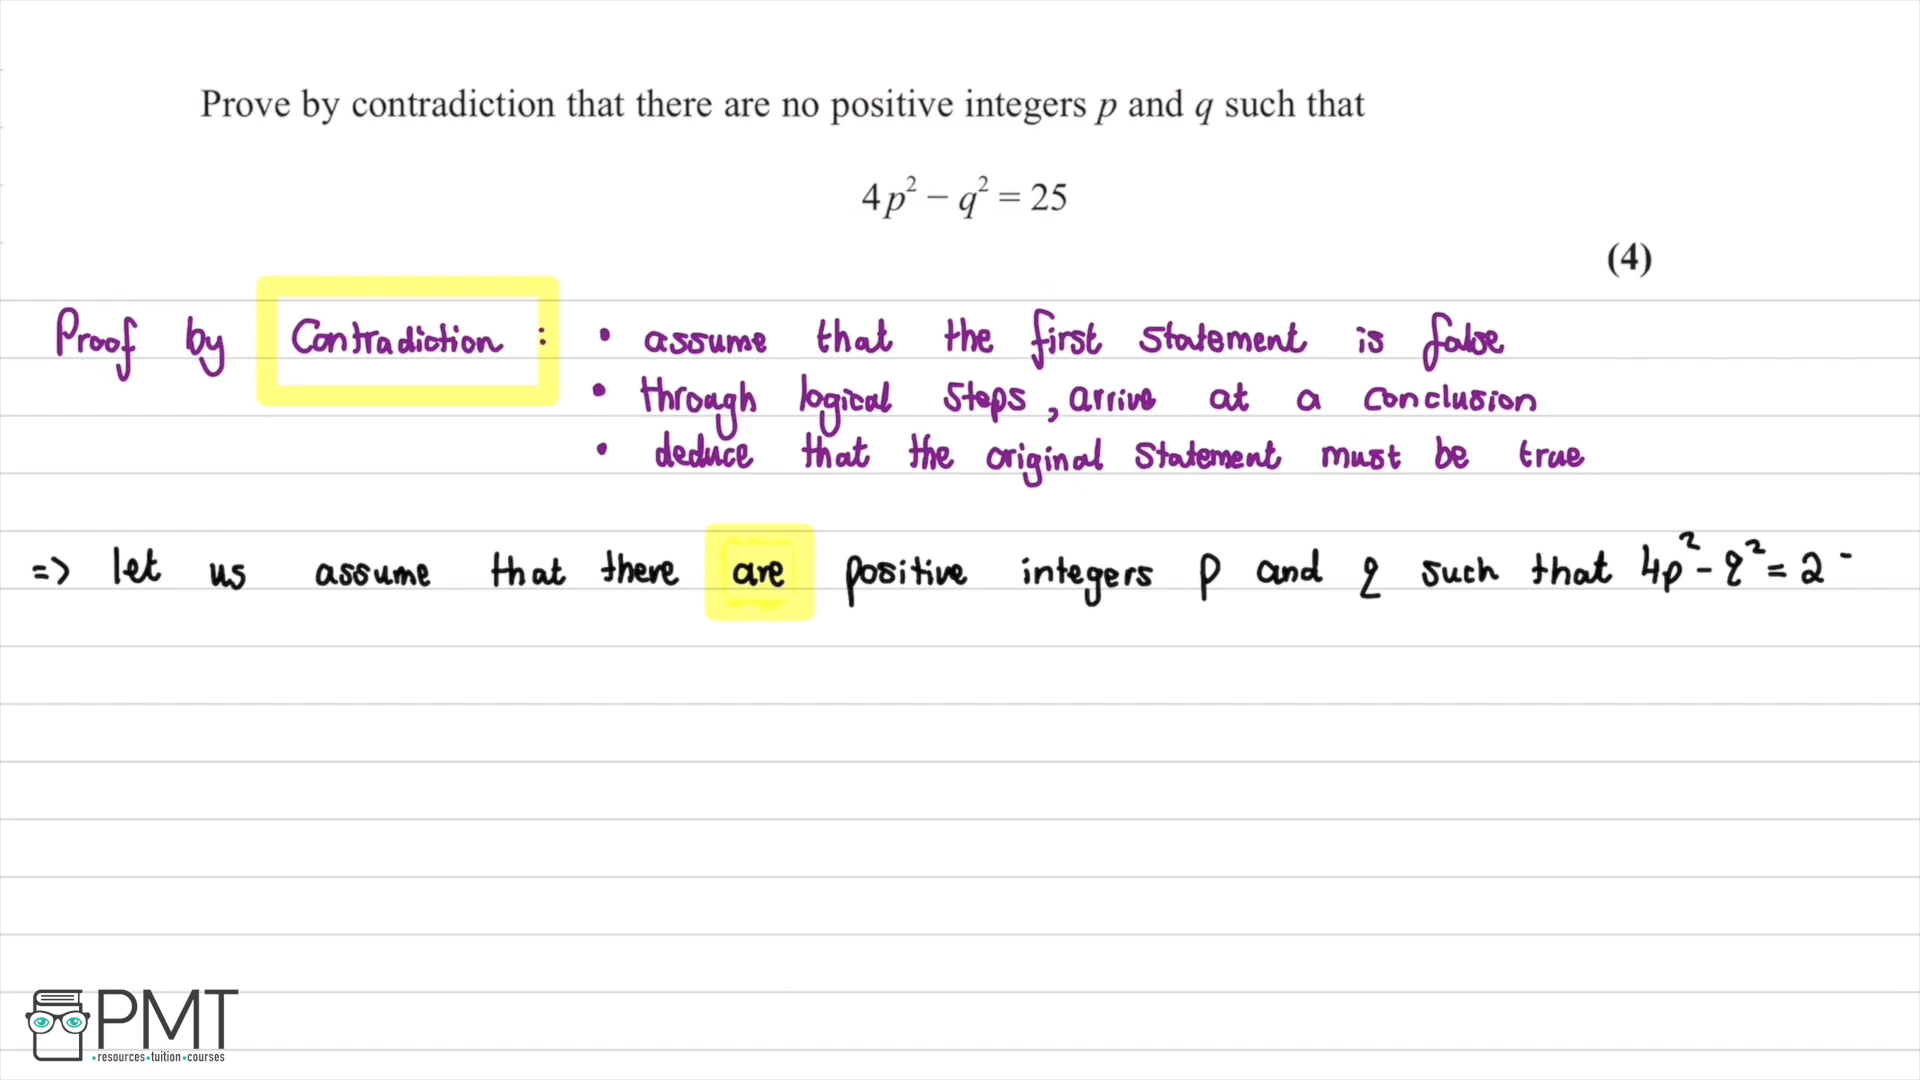 Prove by contradiction that there are no positive integers p and q such that
4p² − q² = 25
(4)
Proof by Contradiction : • assume that the first statement is false
• through logical steps, arrive at a conclusion
• deduce that the original statement must be true
=> let us assume that there are positive integers p and q such that 4p² - q² = 2
PMT
•resources•tuition•courses